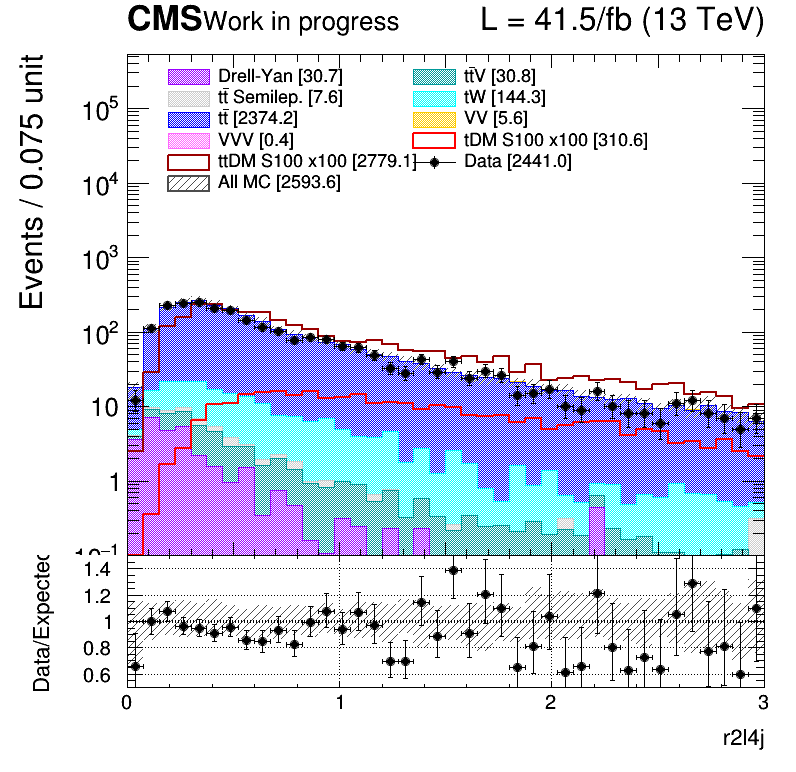 CMS Work in progress L = 41.5/fb (13 TeV)
Events / 0.075 unit
Drell-Yan [30.7] tt̄V [30.8]
tt̄ Semilep. [7.6] tW [144.3]
tt̄ [2374.2] VV [5.6]
VVV [0.4] tDM S100 x100 [310.6]
ttDM S100 x100 [2779.1] Data [2441.0]
All MC [2593.6]
10⁵
10⁴
10³
10²
10
1
10⁻¹
Data/Expected
1.4
1.2
1
0.8
0.6
0 1 2 3
r2l4j